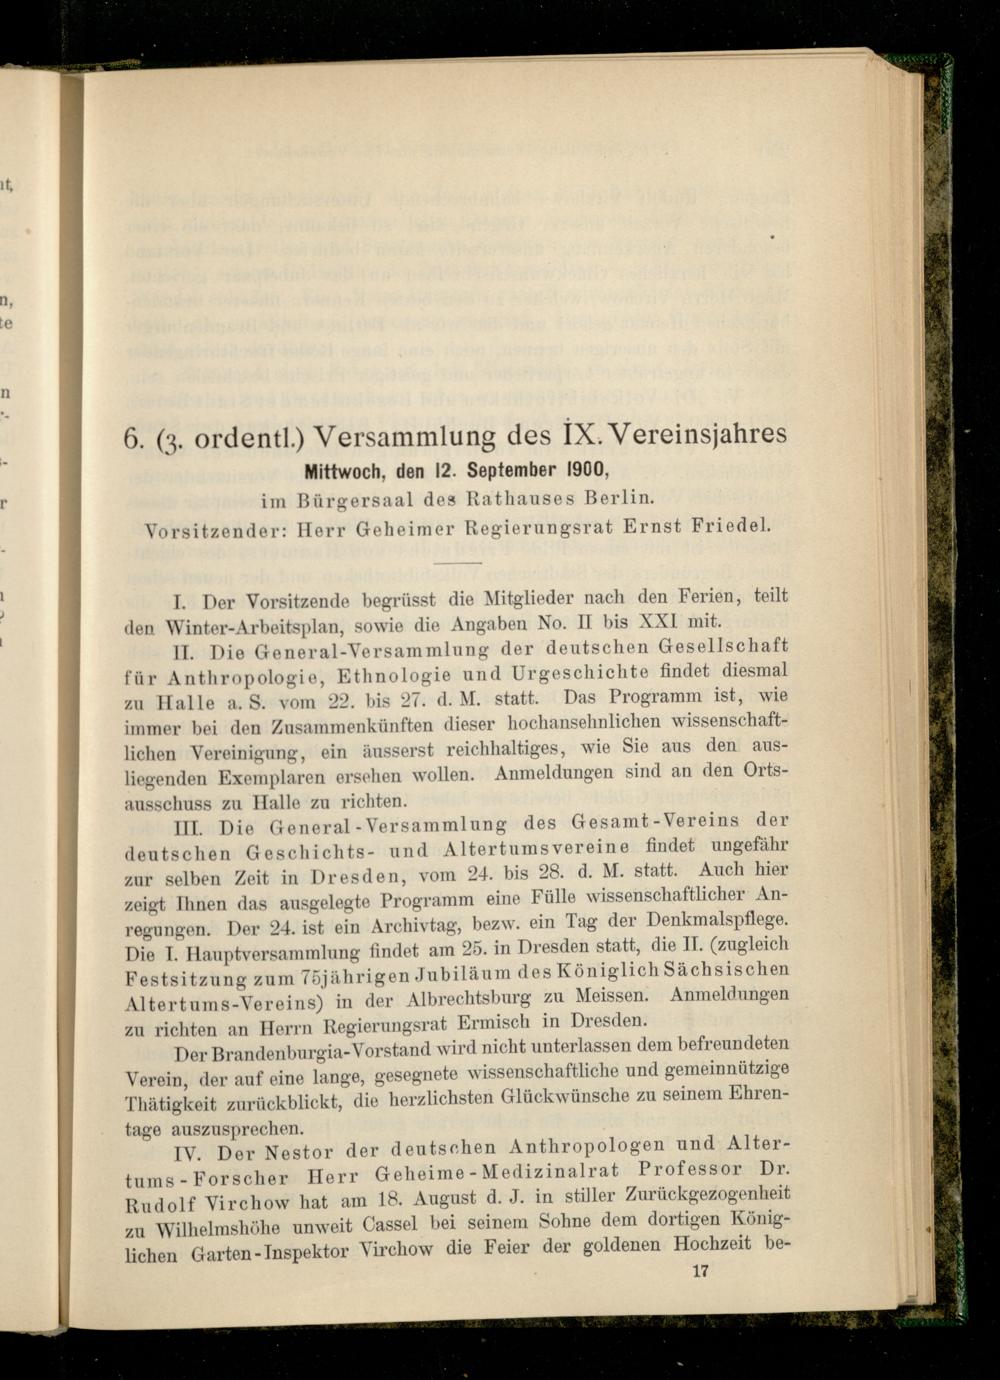 6. (3. ordentl.) Versammlung des IX. Vereinsjahres
Mittwoch, den 12. September 1900,
im Bürgersaal des Rathauses Berlin.
Vorsitzender: Herr Geheimer Regierungsrat Ernst Friedel.
I. Der Vorsitzende begrüsst die Mitglieder nach den Ferien, teilt
den Winter-Arbeitsplan, sowie die Angaben No. II bis XXI mit.
II. Die General-Versammlung der deutschen Gesellschaft
für Anthropologie, Ethnologie und Urgeschichte findet diesmal
zu Halle a. S. vom 22. bis 27. d. M. statt. Das Programm ist, wie
immer bei den Zusammenkünften dieser hochansehnlichen wissenschaft-
lichen Vereinigung, ein äusserst reichhaltiges, wie Sie aus den aus-
liegenden Exemplaren ersehen wollen. Anmeldungen sind an den Orts-
ausschuss zu Halle zu richten.
III. Die General-Versammlung des Gesamt-Vereins der
deutschen Geschichts- und Altertumsvereine findet ungefähr
zur selben Zeit in Dresden, vom 24. bis 28. d. M. statt. Auch hier
zeigt Ihnen das ausgelegte Programm eine Fülle wissenschaftlicher An-
regungen. Der 24. ist ein Archivtag, bezw. ein Tag der Denkmalspflege.
Die I. Hauptversammlung findet am 25. in Dresden statt, die II. (zugleich
Festsitzung zum 75jährigen Jubiläum des Königlich Sächsischen
Altertums-Vereins) in der Albrechtsburg zu Meissen. Anmeldungen
zu richten an Herrn Regierungsrat Ermisch in Dresden.
Der Brandenburgia-Vorstand wird nicht unterlassen dem befreundeten
Verein, der auf eine lange, gesegnete wissenschaftliche und gemeinnützige
Thätigkeit zurückblickt, die herzlichsten Glückwünsche zu seinem Ehren-
tage auszusprechen.
IV. Der Nestor der deutschen Anthropologen und Alter-
tums-Forscher Herr Geheime-Medizinalrat Professor Dr.
Rudolf Virchow hat am 18. August d. J. in stiller Zurückgezogenheit
zu Wilhelmshöhe unweit Cassel bei seinem Sohne dem dortigen König-
lichen Garten-Inspektor Virchow die Feier der goldenen Hochzeit be-
17